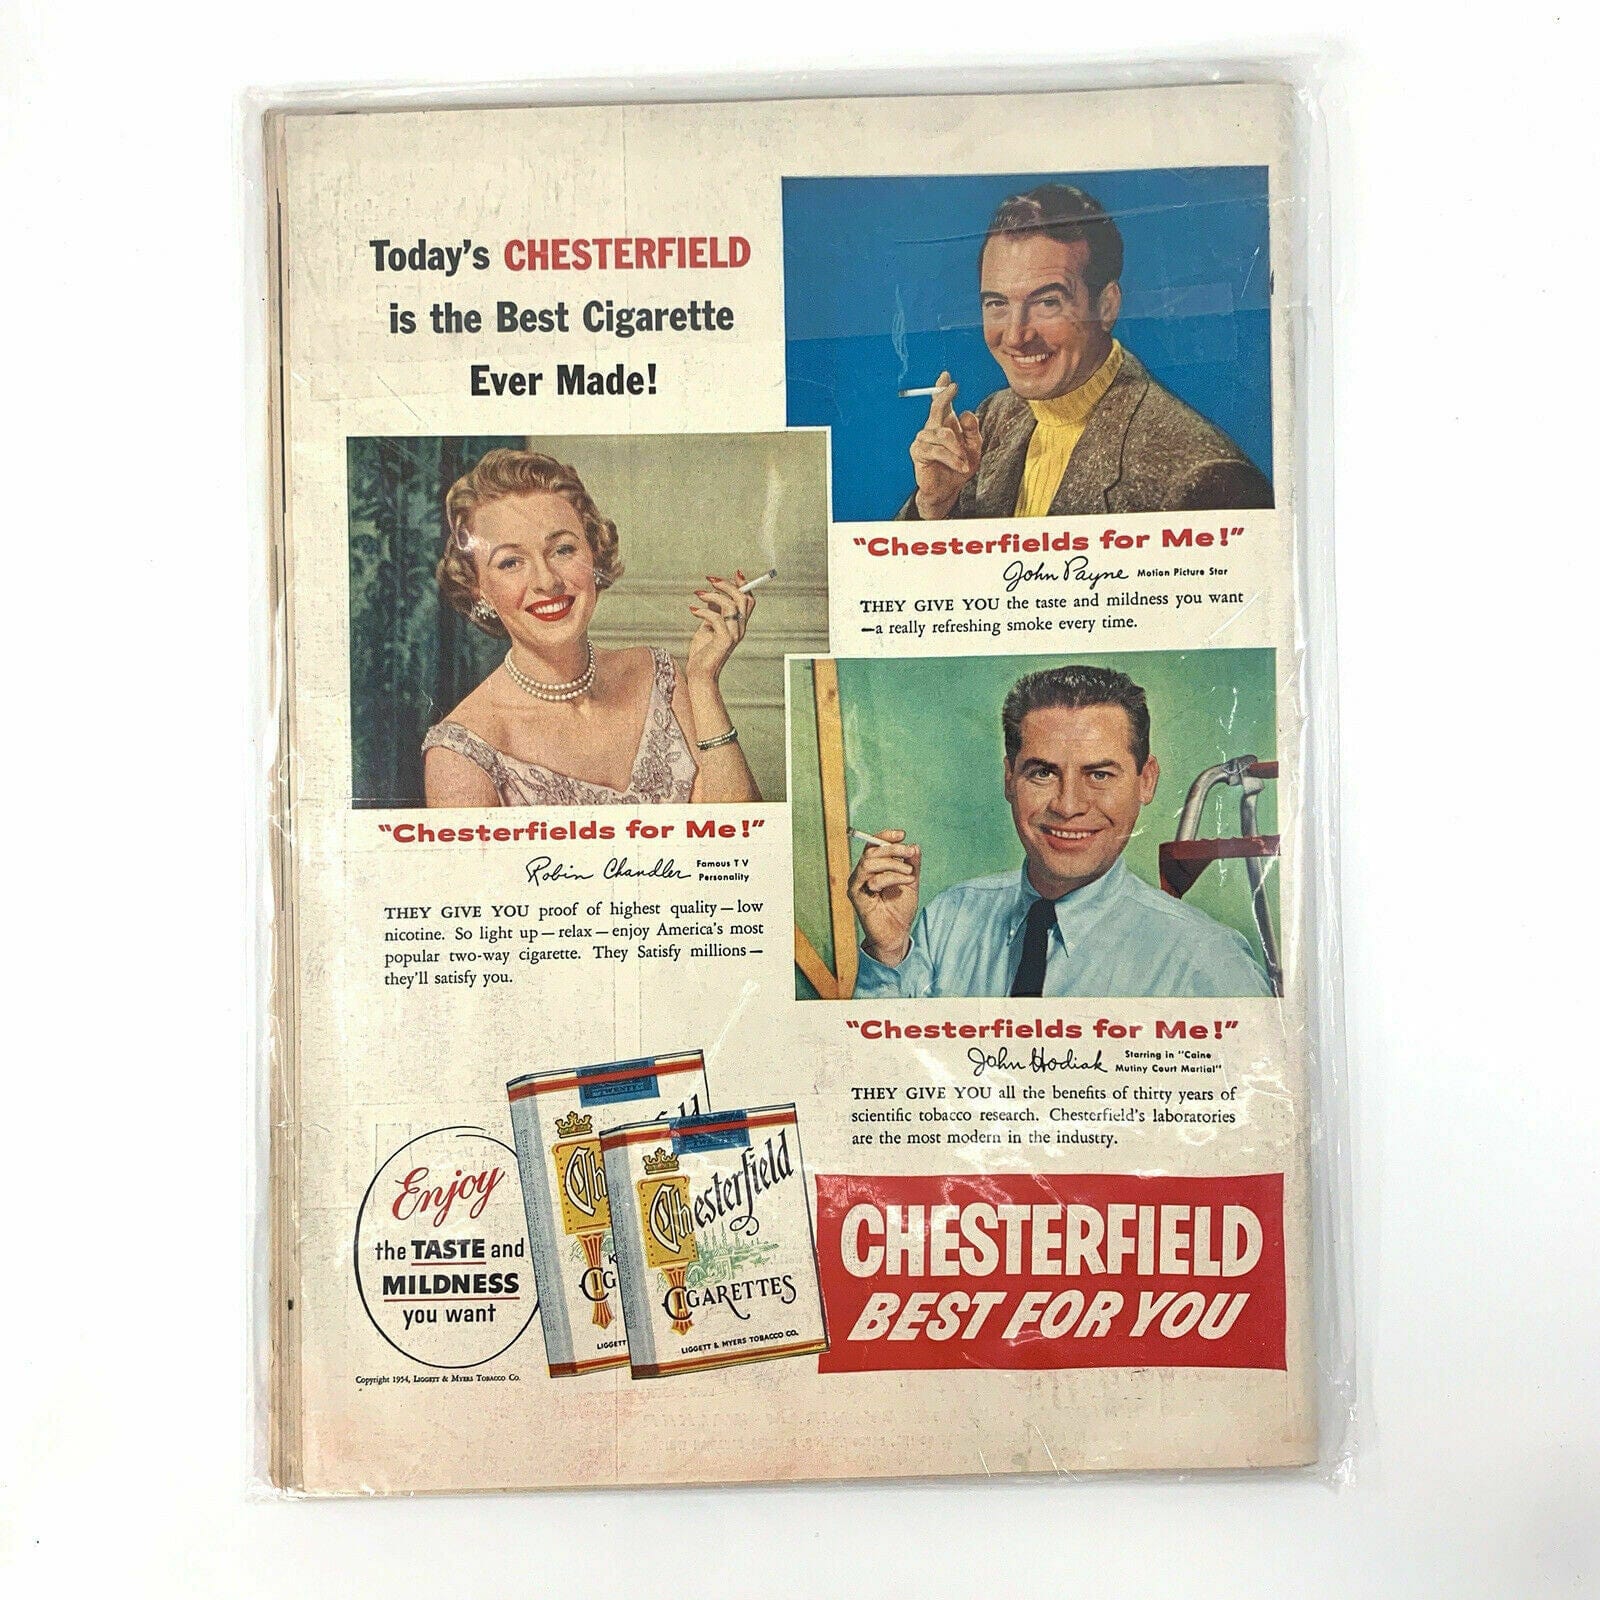 Today's CHESTERFIELD
is the Best Cigarette
Ever Made!
"Chesterfields for Me!"
John Payne Motion Picture Star
THEY GIVE YOU the taste and mildness you want
—a really refreshing smoke every time.
"Chesterfields for Me!"
Robin Chandler Famous TV
Personality
THEY GIVE YOU proof of highest quality—low
nicotine. So light up—relax—enjoy America's most
popular two-way cigarette. They Satisfy millions—
they'll satisfy you.
"Chesterfields for Me!"
John Hodiak Starring in "Caine
Mutiny Court Martial"
THEY GIVE YOU all the benefits of thirty years of
scientific tobacco research. Chesterfield's laboratories
are the most modern in the industry.
Enjoy
the TASTE and
MILDNESS
you want
Ch
K
CIG
LIGGETT
Chesterfield
CIGARETTES
LIGGETT & MYERS TOBACCO CO.
CHESTERFIELD
BEST FOR YOU
Copyright 1954, LIGGETT & MYERS TOBACCO CO.